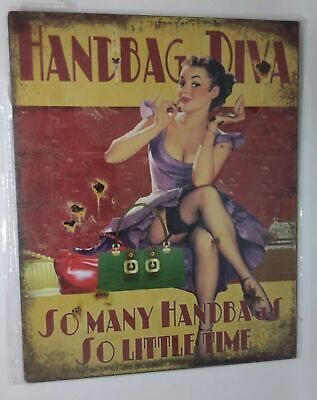 HANDBAG DIVA
SO MANY HANDBAGS
SO LITTLE TIME